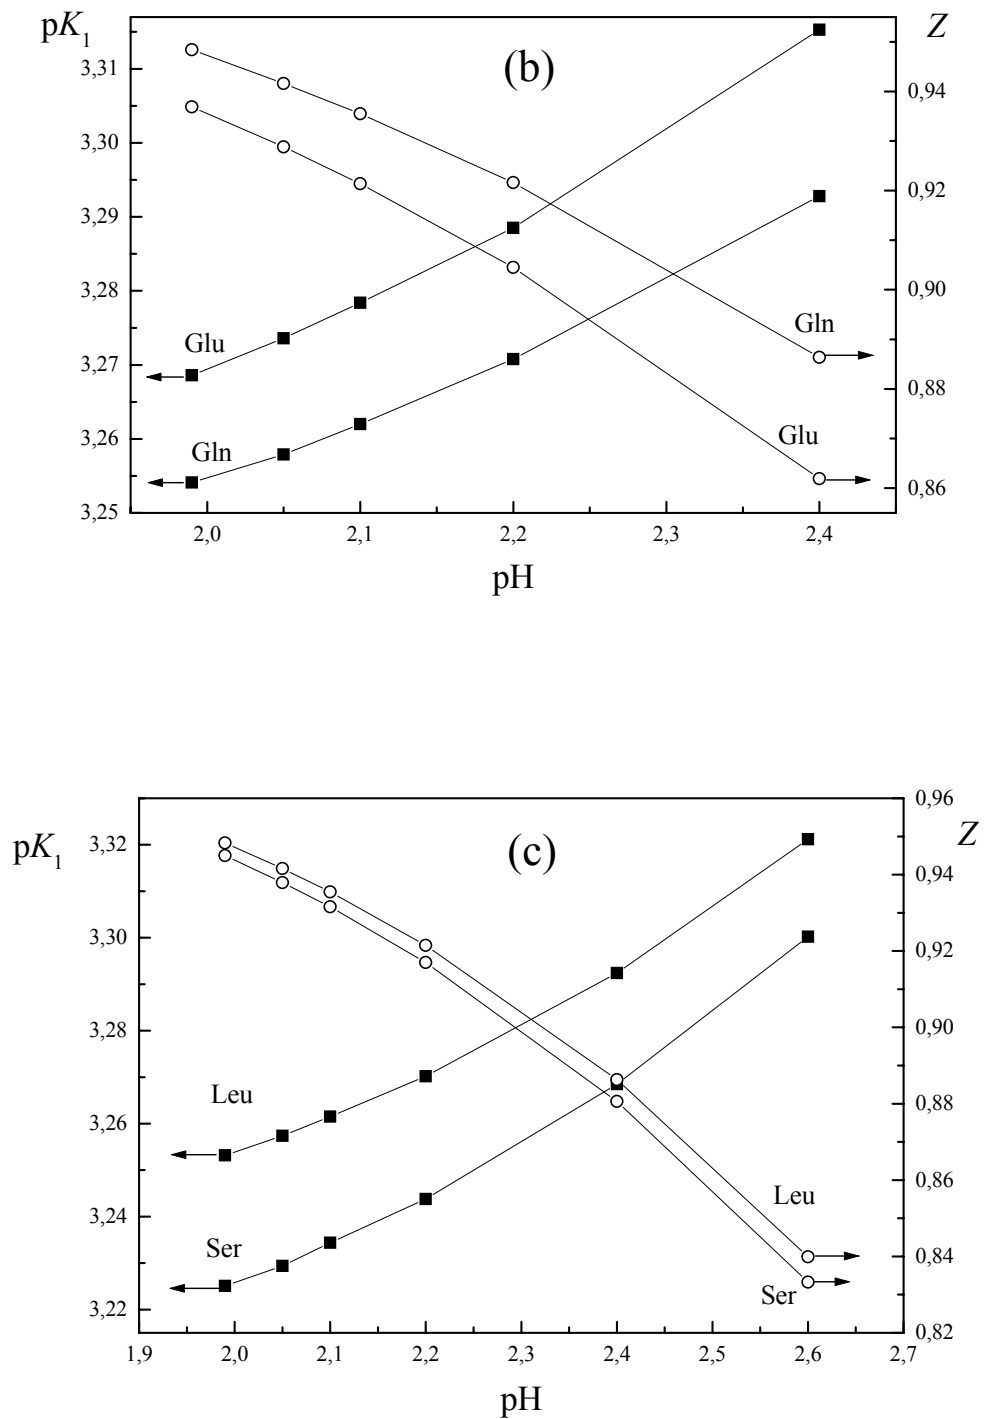 pK₁
Z
(b)
3,31
3,30
3,29
3,28
3,27
3,26
3,25
0,94
0,92
0,90
0,88
0,86
Glu
Gln
Gln
Glu
2,0 2,1 2,2 2,3 2,4
pH
pK₁
Z
(c)
3,32
3,30
3,28
3,26
3,24
3,22
0,96
0,94
0,92
0,90
0,88
0,86
0,84
0,82
Leu
Ser
Leu
Ser
1,9 2,0 2,1 2,2 2,3 2,4 2,5 2,6 2,7
pH